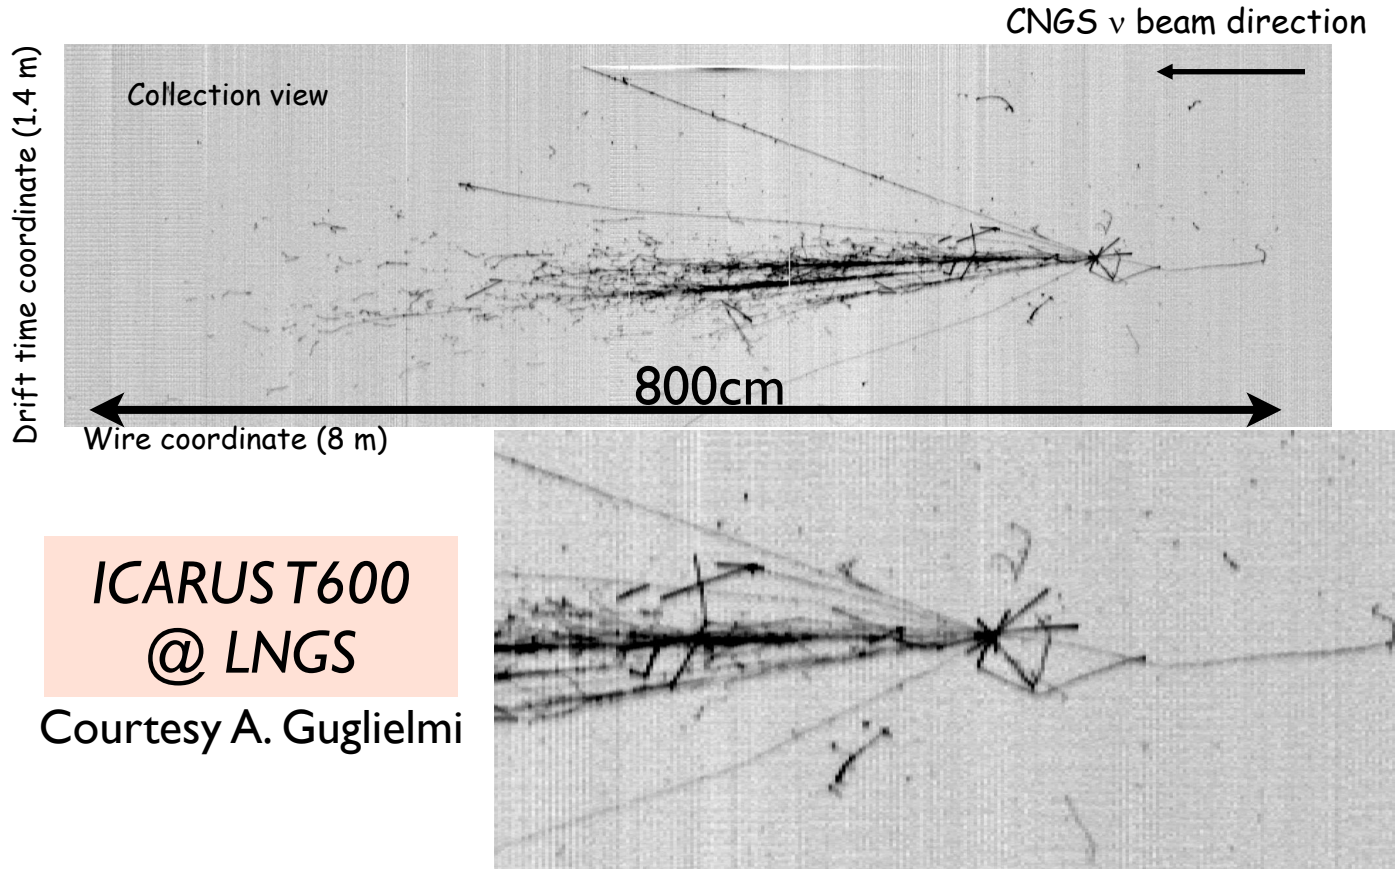 CNGS ν beam direction
Drift time coordinate (1.4 m)
Collection view
800cm
Wire coordinate (8 m)
ICARUS T600
@ LNGS
Courtesy A. Guglielmi